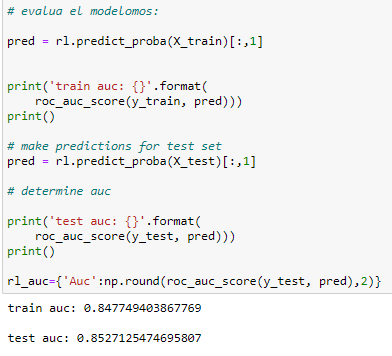 # evalua el modelomos:
pred = rl.predict_proba(X_train)[:,1]
print('train auc: {}'.format(
    roc_auc_score(y_train, pred)))
print()
# make predictions for test set
pred = rl.predict_proba(X_test)[:,1]
# determine auc
print('test auc: {}'.format(
    roc_auc_score(y_test, pred)))
print()
rl_auc={'Auc':np.round(roc_auc_score(y_test, pred),2)}
train auc: 0.847749403867769
test auc: 0.8527125474695807